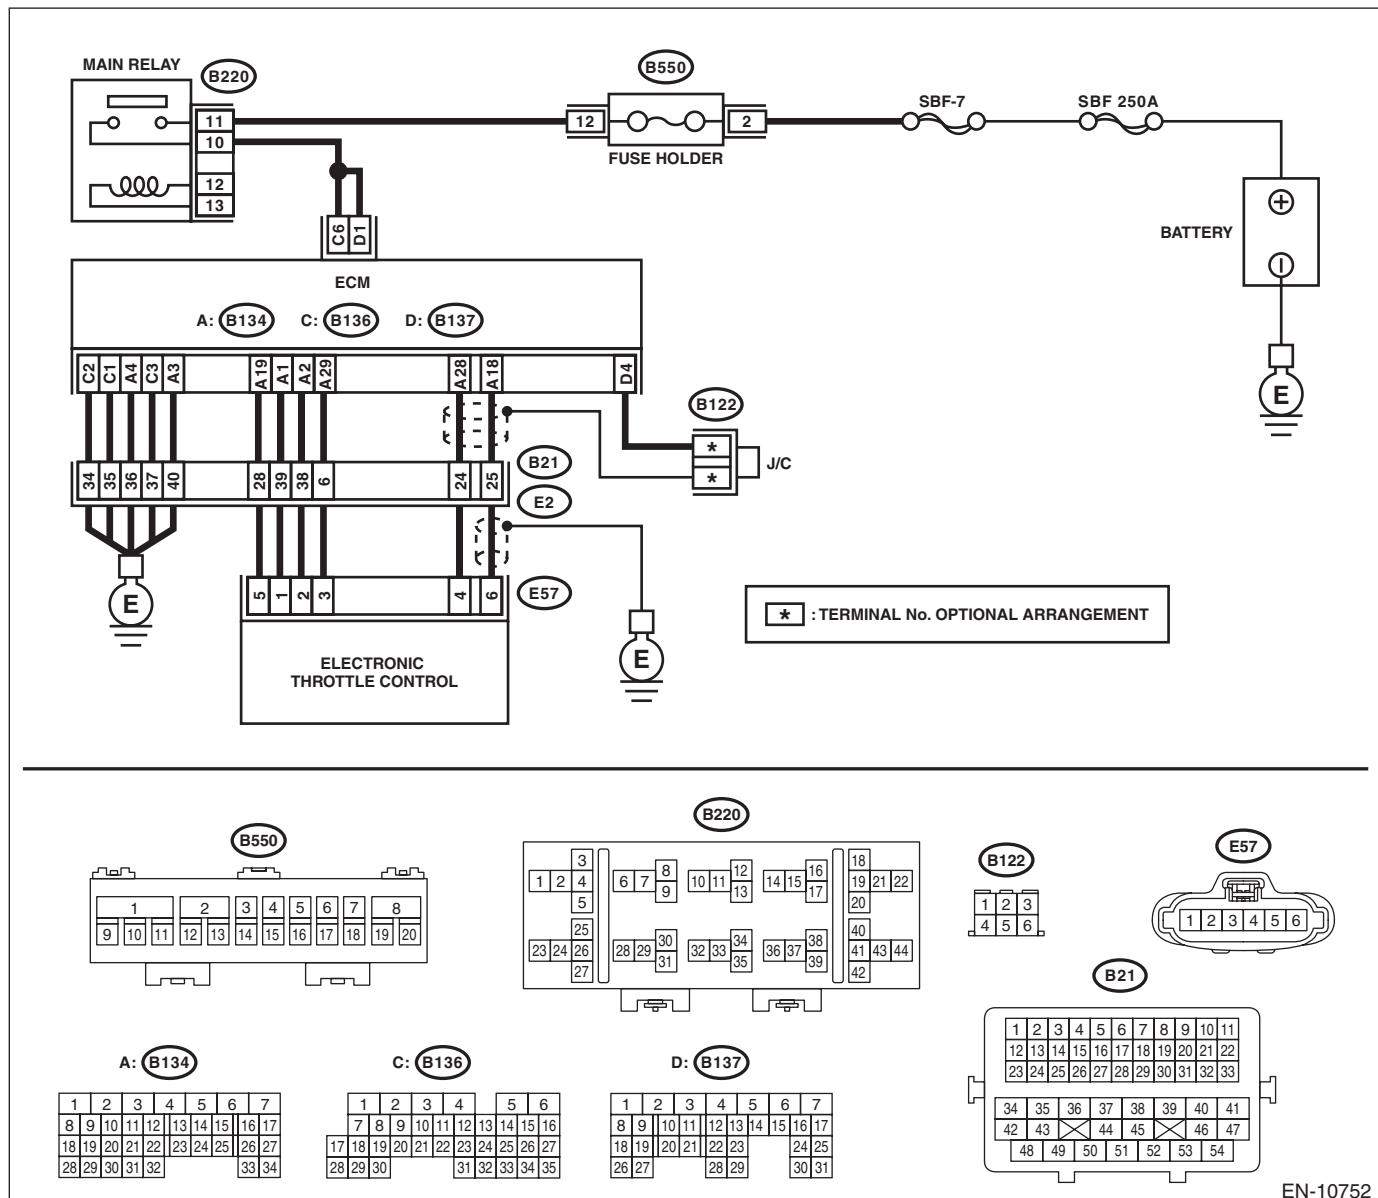 MAIN RELAY
B220
B550
11
10
12
13
12
2
FUSE HOLDER
SBF-7
SBF 250A
BATTERY
E
C6
D1
ECM
A: B134 C: B136 D: B137
C2 C1 A4 C3 A3 A19 A1 A2 A29 A28 A18 D4
B122
*
*
J/C
34 35 36 37 40 28 39 38 6 24 25
B21
E2
E
5 1 2 3 4 6
E57
ELECTRONIC
THROTTLE CONTROL
E
* : TERMINAL No. OPTIONAL ARRANGEMENT
B550
1 2 3 4 5 6 7 8
9 10 11 12 13 14 15 16 17 18 19 20
B220
3 8 12 16 18
1 2 4 6 7 9 10 11 13 14 15 17 19 21 22
5 20
25 30 34 38 40
23 24 26 28 29 31 32 33 35 36 37 39 41 43 44
27 42
B122
1 2 3
4 5 6
E57
1 2 3 4 5 6
B21
1 2 3 4 5 6 7 8 9 10 11
12 13 14 15 16 17 18 19 20 21 22
23 24 25 26 27 28 29 30 31 32 33
34 35 36 37 38 39 40 41
42 43 44 45 46 47
48 49 50 51 52 53 54
A: B134
1 2 3 4 5 6 7
8 9 10 11 12 13 14 15 16 17
18 19 20 21 22 23 24 25 26 27
28 29 30 31 32 33 34
C: B136
1 2 3 4 5 6
7 8 9 10 11 12 13 14 15 16
17 18 19 20 21 22 23 24 25 26 27
28 29 30 31 32 33 34 35
D: B137
1 2 3 4 5 6 7
8 9 10 11 12 13 14 15 16 17
18 19 20 21 22 23 24 25
26 27 28 29 30 31
EN-10752